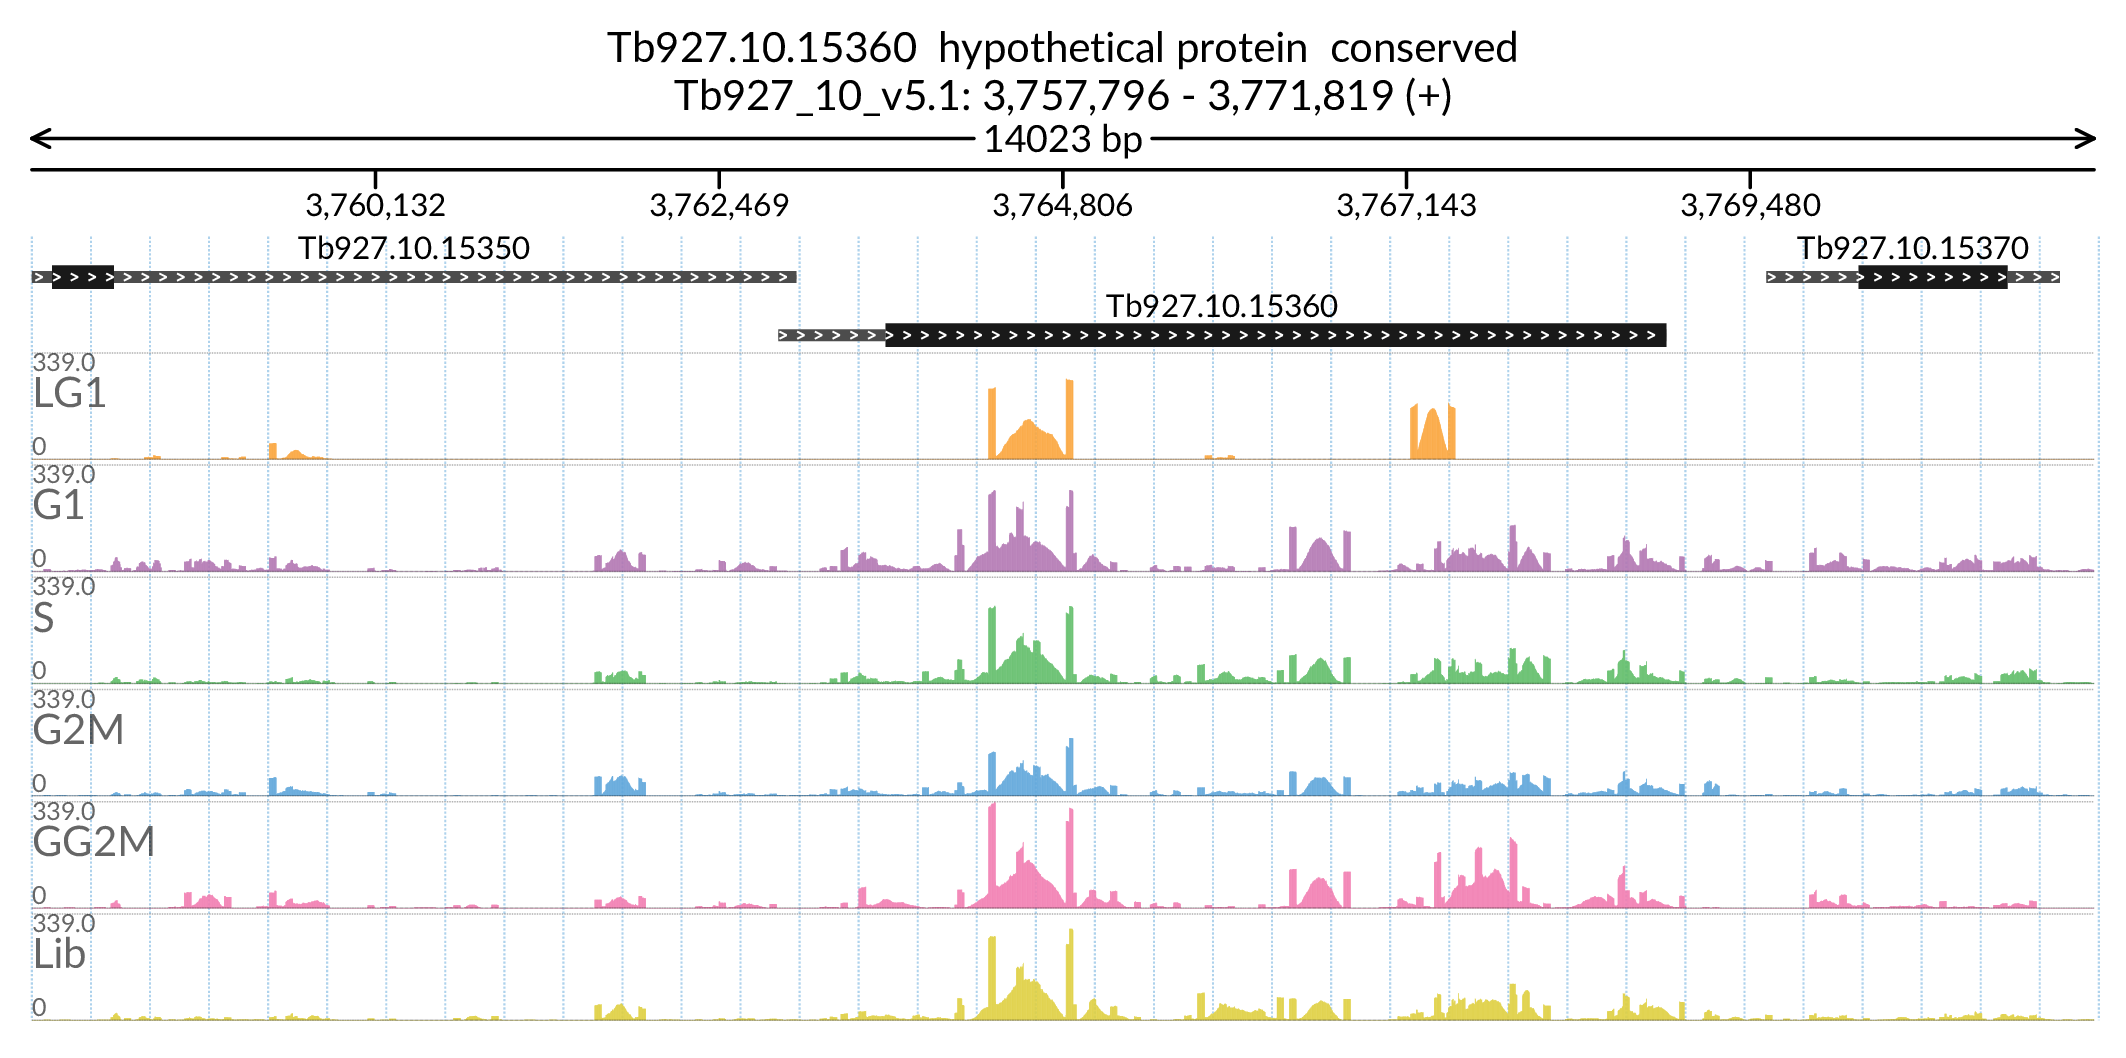 Tb927.10.15360 hypothetical protein conserved
Tb927_10_v5.1: 3,757,796 - 3,771,819 (+)
14023 bp
3,760,132 3,762,469 3,764,806 3,767,143 3,769,480
Tb927.10.15350 Tb927.10.15370
Tb927.10.15360
339.0
LG1
0
339.0
G1
0
339.0
S
0
339.0
G2M
0
339.0
GG2M
0
339.0
Lib
0